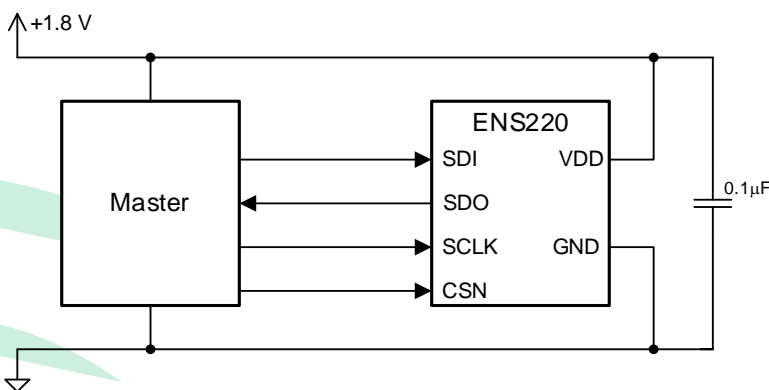 +1.8 V
ENS220
SDI VDD
Master
SDO
0.1µF
SCLK GND
CSN